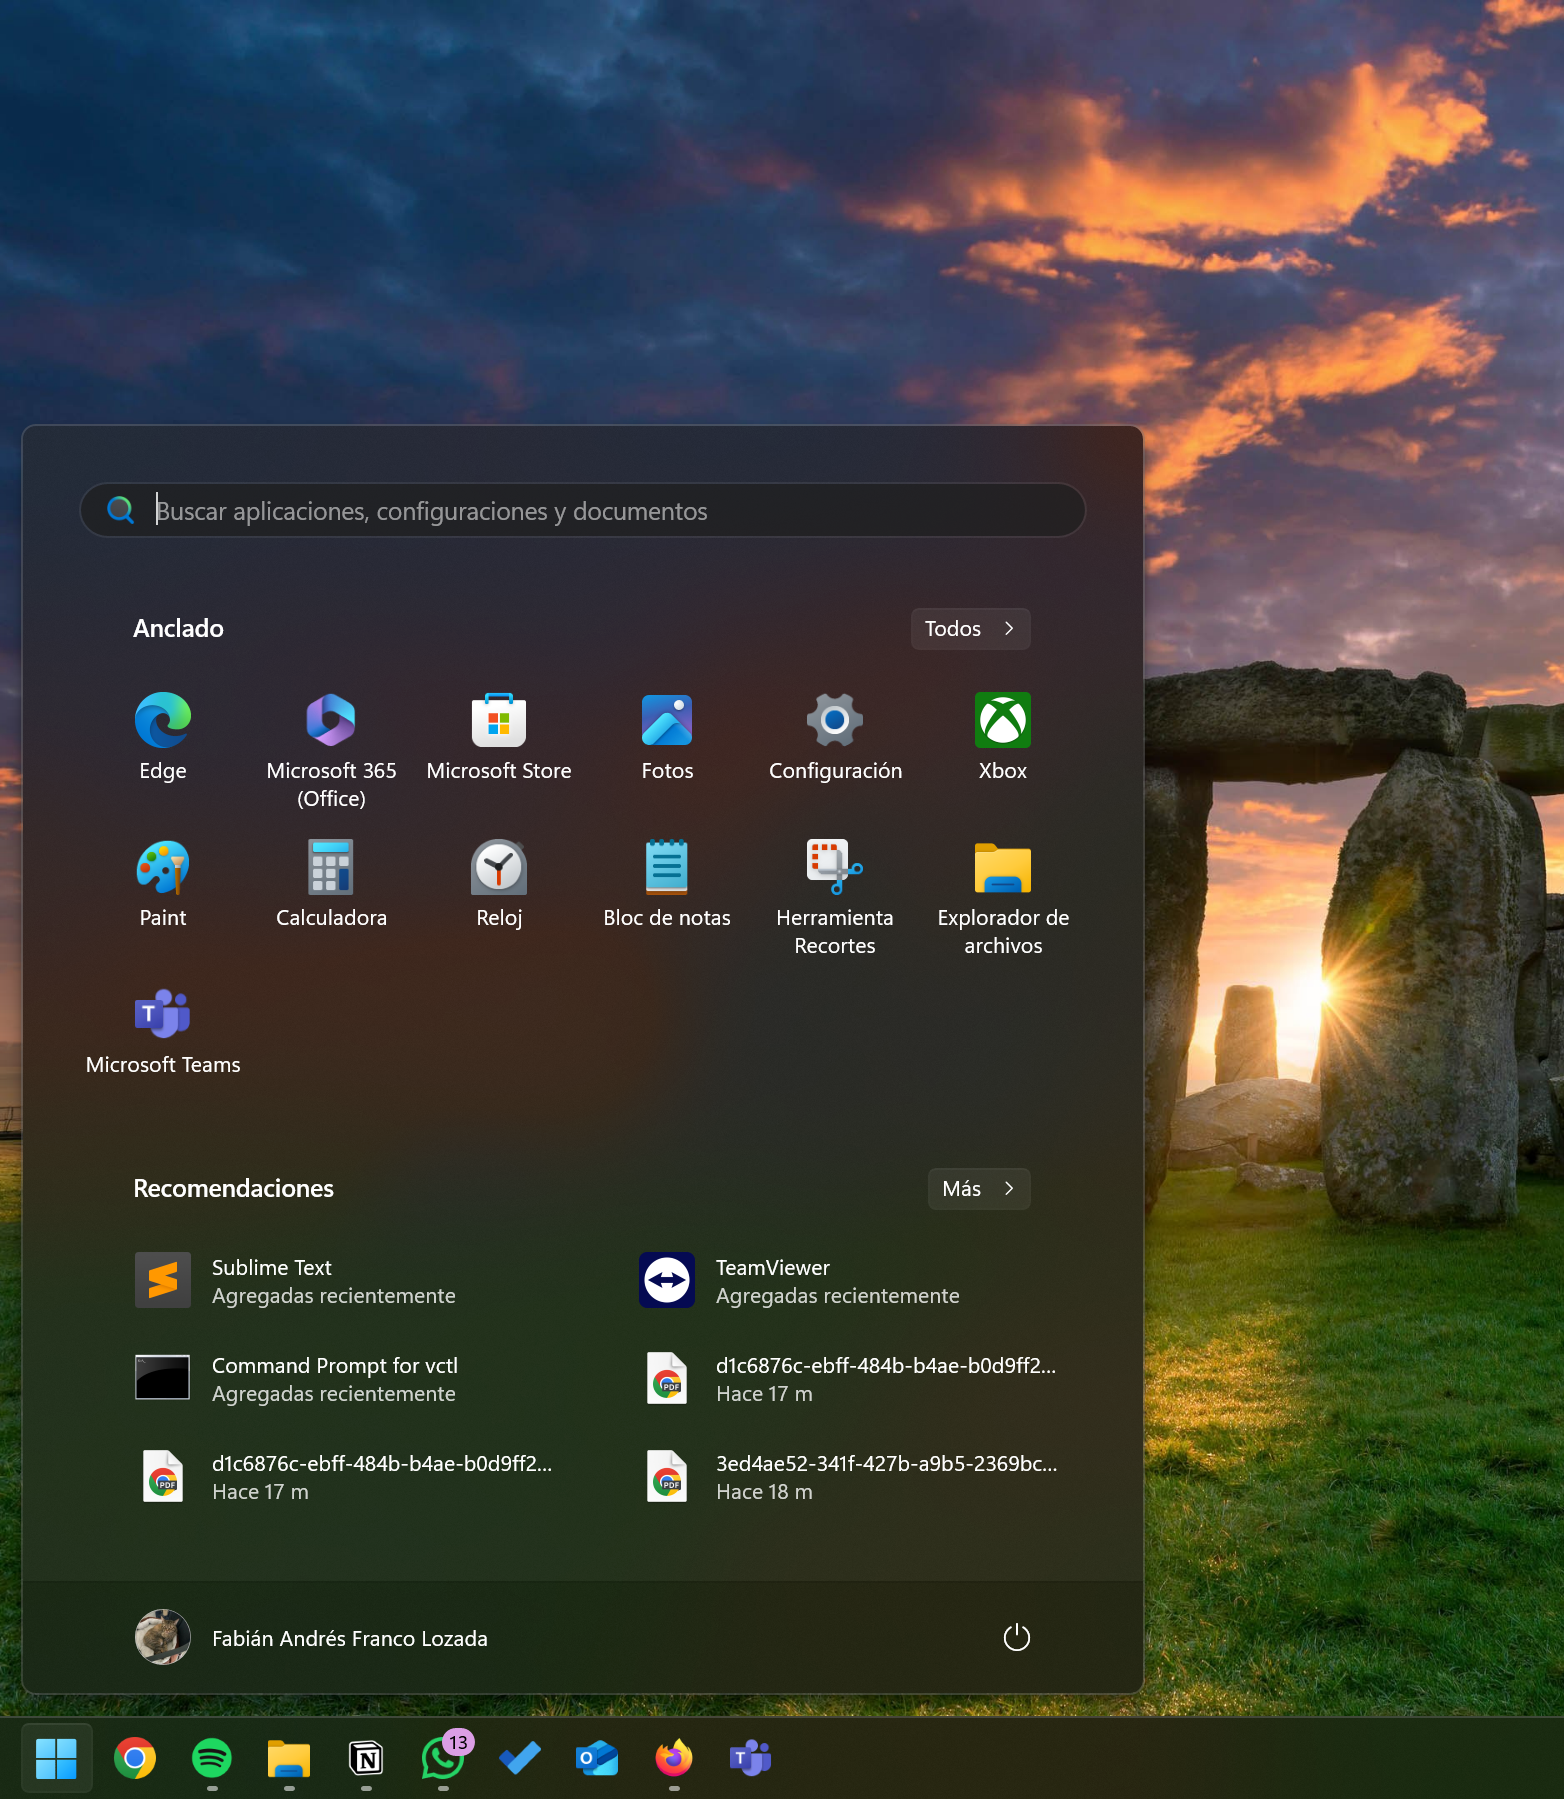 Buscar aplicaciones, configuraciones y documentos
Anclado
Todos
Edge
Microsoft 365
(Office)
Microsoft Store
Fotos
Configuración
Xbox
Paint
Calculadora
Reloj
Bloc de notas
Herramienta
Recortes
Explorador de
archivos
Microsoft Teams
Recomendaciones
Más
Sublime Text
Agregadas recientemente
TeamViewer
Agregadas recientemente
Command Prompt for vctl
Agregadas recientemente
d1c6876c-ebff-484b-b4ae-b0d9ff2...
Hace 17 m
d1c6876c-ebff-484b-b4ae-b0d9ff2...
Hace 17 m
3ed4ae52-341f-427b-a9b5-2369bc...
Hace 18 m
Fabián Andrés Franco Lozada
13